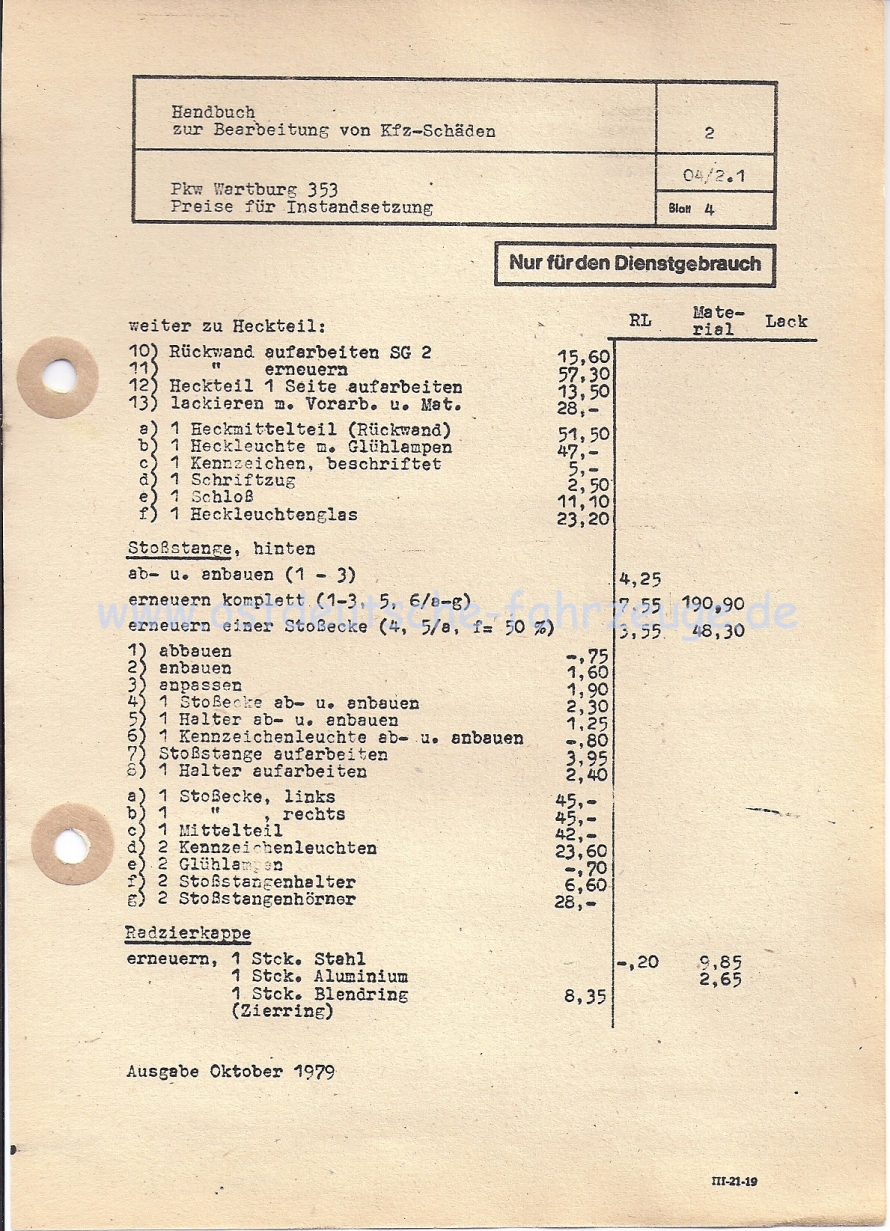 Handbuch
zur Bearbeitung von Kfz-Schäden
2
04/2.1
Pkw Wartburg 353
Preise für Instandsetzung
Blatt 4
Nur für den Dienstgebrauch
weiter zu Heckteil: RL Mate-rial Lack
10) Rückwand aufarbeiten SG 2 15,60
11) " erneuern 57,30
12) Heckteil 1 Seite aufarbeiten 13,50
13) lackieren m. Vorarb. u. Mat. 28,-
a) 1 Heckmittelteil (Rückwand) 51,50
b) 1 Heckleuchte m. Glühlampen 47,-
c) 1 Kennzeichen, beschriftet 5,-
d) 1 Schriftzug 2,50
e) 1 Schloß 11,10
f) 1 Heckleuchtenglas 23,20
Stoßstange, hinten
ab- u. anbauen (1 - 3) 4,25
erneuern komplett (1-3, 5, 6/a-g) 7,55 190,90
www.ostdeutsche-fahrzeuge.de
erneuern einer Stoßecke (4, 5/a, f= 50 %) 3,55 48,30
1) abbauen -,75
2) anbauen 1,60
3) anpassen 1,90
4) 1 Stoßecke ab- u. anbauen 2,30
5) 1 Halter ab- u. anbauen 1,25
6) 1 Kennzeichenleuchte ab- u. anbauen -,80
7) Stoßstange aufarbeiten 3,95
8) 1 Halter aufarbeiten 2,40
a) 1 Stoßecke, links 45,-
b) 1 " , rechts 45,-
c) 1 Mittelteil 42,-
d) 2 Kennzeichenleuchten 23,60
e) 2 Glühlampen -,70
f) 2 Stoßstangenhalter 6,60
g) 2 Stoßstangenhörner 28,-
Radzierkappe
erneuern, 1 Stck. Stahl -,20 9,85
1 Stck. Aluminium 2,65
1 Stck. Blendring 8,35
(Zierring)
Ausgabe Oktober 1979
III-21-19